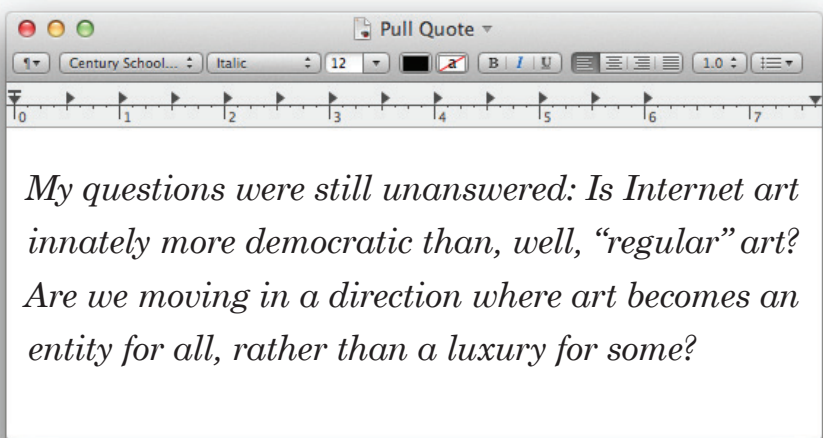 Pull Quote
¶ Century School... Italic 12 a B I U 1.0
0 1 2 3 4 5 6 7
My questions were still unanswered: Is Internet art
innately more democratic than, well, “regular” art?
Are we moving in a direction where art becomes an
entity for all, rather than a luxury for some?